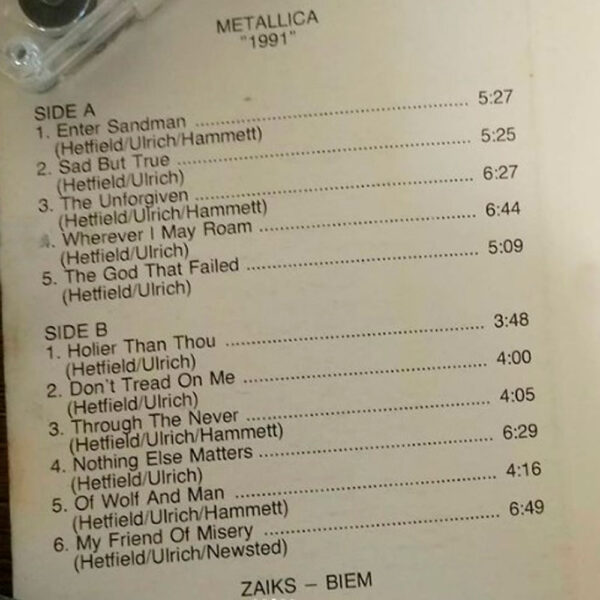 METALLICA
"1991"
SIDE A
1. Enter Sandman ........................................ 5:27
(Hetfield/Ulrich/Hammett)
2. Sad But True ........................................ 5:25
(Hetfield/Ulrich)
3. The Unforgiven ........................................ 6:27
(Hetfield/Ulrich/Hammett)
4. Wherever I May Roam ........................................ 6:44
(Hetfield/Ulrich)
5. The God That Failed ........................................ 5:09
(Hetfield/Ulrich)
SIDE B
1. Holier Than Thou ........................................ 3:48
(Hetfield/Ulrich)
2. Don't Tread On Me ........................................ 4:00
(Hetfield/Ulrich)
3. Through The Never ........................................ 4:05
(Hetfield/Ulrich/Hammett)
4. Nothing Else Matters ........................................ 6:29
(Hetfield/Ulrich)
5. Of Wolf And Man ........................................ 4:16
(Hetfield/Ulrich/Hammett)
6. My Friend Of Misery ........................................ 6:49
(Hetfield/Ulrich/Newsted)
ZAIKS – BIEM